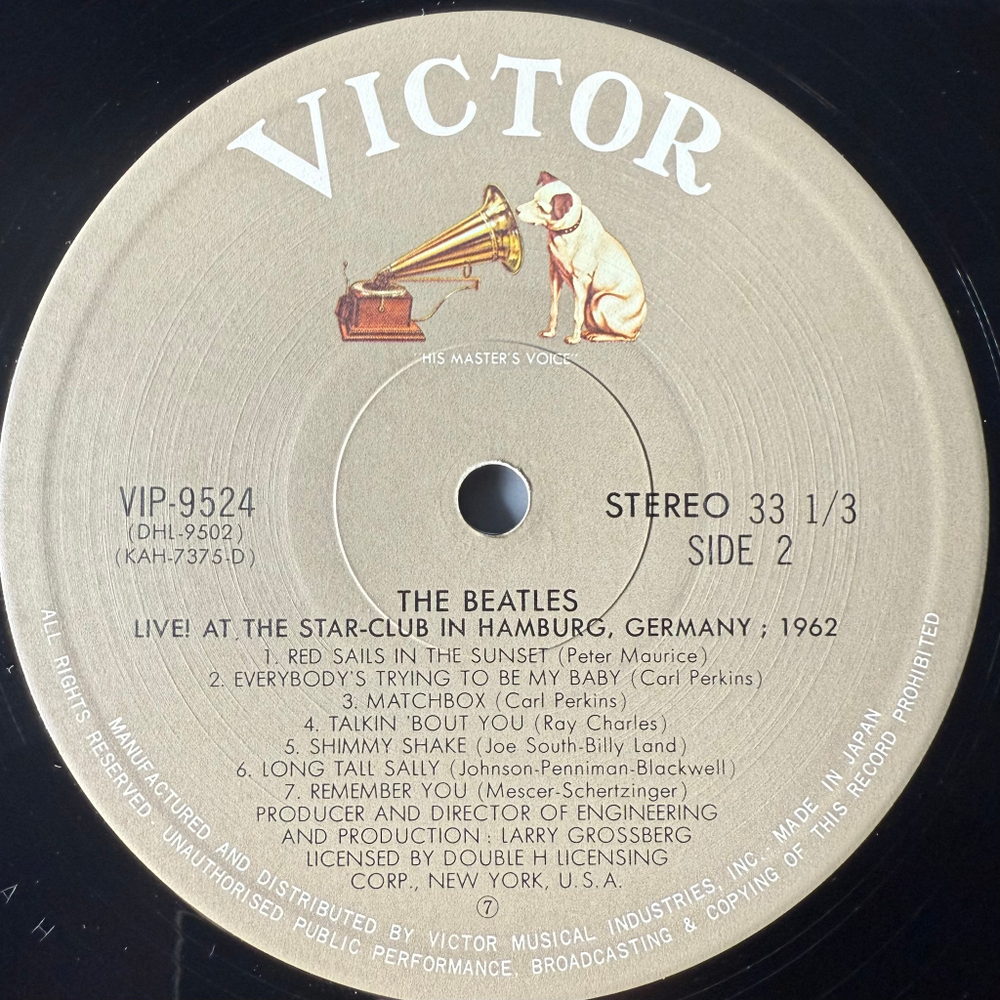 VICTOR
"HIS MASTER'S VOICE"
VIP-9524
(DHL-9502)
(KAH-7375-D)
STEREO 33 1/3
SIDE 2
THE BEATLES
LIVE! AT THE STAR-CLUB IN HAMBURG, GERMANY ; 1962
1. RED SAILS IN THE SUNSET (Peter Maurice)
2. EVERYBODY'S TRYING TO BE MY BABY (Carl Perkins)
3. MATCHBOX (Carl Perkins)
4. TALKIN 'BOUT YOU (Ray Charles)
5. SHIMMY SHAKE (Joe South-Billy Land)
6. LONG TALL SALLY (Johnson-Penniman-Blackwell)
7. REMEMBER YOU (Mescer-Schertzinger)
PRODUCER AND DIRECTOR OF ENGINEERING
AND PRODUCTION : LARRY GROSSBERG
LICENSED BY DOUBLE H LICENSING
CORP., NEW YORK, U.S.A.
7
MANUFACTURED AND DISTRIBUTED BY VICTOR MUSICAL INDUSTRIES, INC.: MADE IN JAPAN
ALL RIGHTS RESERVED · UNAUTHORISED PUBLIC PERFORMANCE, BROADCASTING & COPYING OF THIS RECORD PROHIBITED